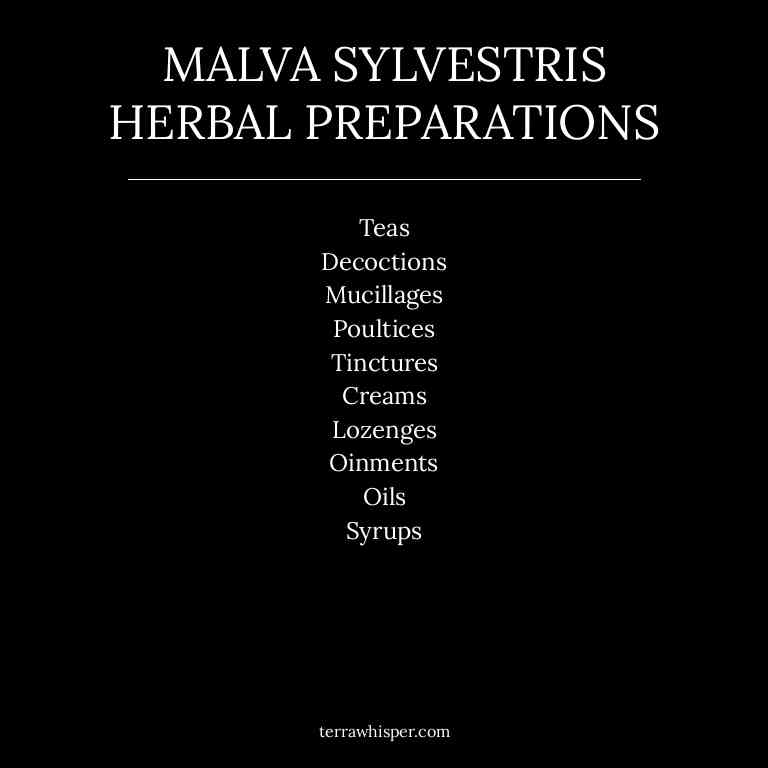 MALVA SYLVESTRIS
HERBAL PREPARATIONS
Teas
Decoctions
Mucillages
Poultices
Tinctures
Creams
Lozenges
Oinments
Oils
Syrups
terrawhisper.com